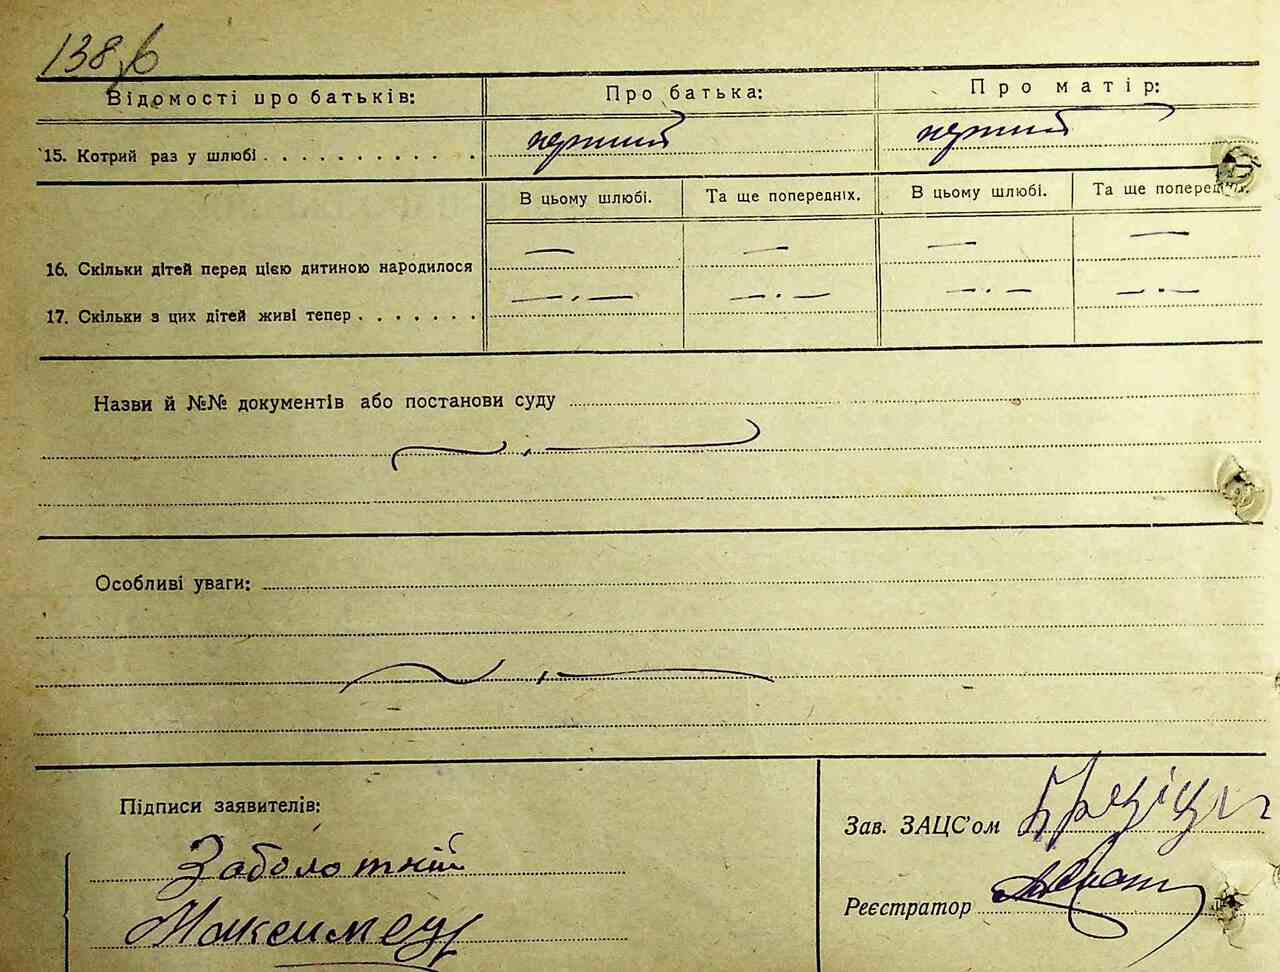 138 в
Відомості про батьків: Про батька: Про матір:
15. Котрий раз у шлюбі . . . . . . . . . . . . перший перший
В цьому шлюбі. Та ще попередніх. В цьому шлюбі. Та ще попередніх.
16. Скільки дітей перед цією дитиною народилося — — — —
17. Скільки з цих дітей живі тепер . . . . . . . —·— —·— —·— —·—
Назви й №№ документів або постанови суду
Особливі уваги:
Підписи заявителів:
Зав. ЗАЦС'ом
Заболотній
Реєстратор